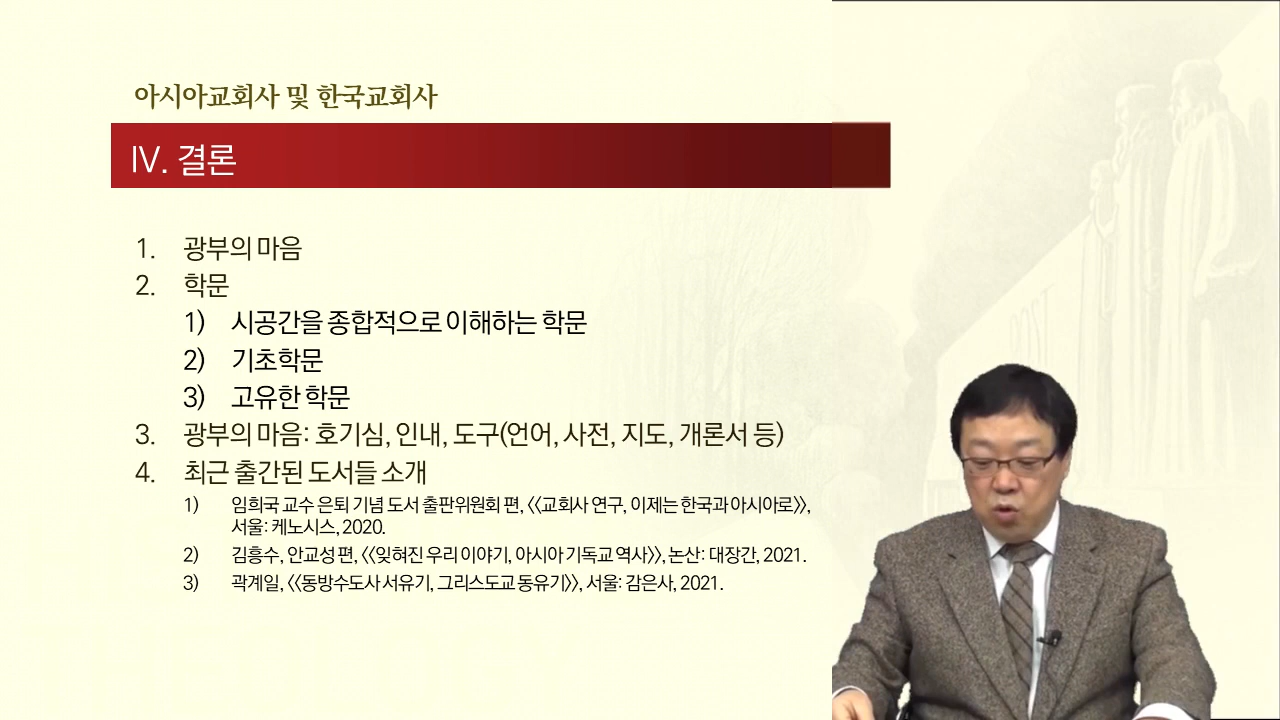 아시아교회사 및 한국교회사
IV. 결론
1. 광부의 마음
2. 학문
1) 시공간을 종합적으로 이해하는 학문
2) 기초학문
3) 고유한 학문
3. 광부의 마음: 호기심, 인내, 도구(언어, 사전, 지도, 개론서 등)
4. 최근 출간된 도서들 소개
1) 임희국 교수 은퇴 기념 도서 출판위원회 편, 《교회사 연구, 이제는 한국과 아시아로》,
서울: 케노시스, 2020.
2) 김흥수, 안교성 편, 《잊혀진 우리 이야기, 아시아 기독교 역사》, 논산: 대장간, 2021.
3) 곽계일, 《동방수도사 서유기, 그리스도교 동유기》, 서울: 감은사, 2021.